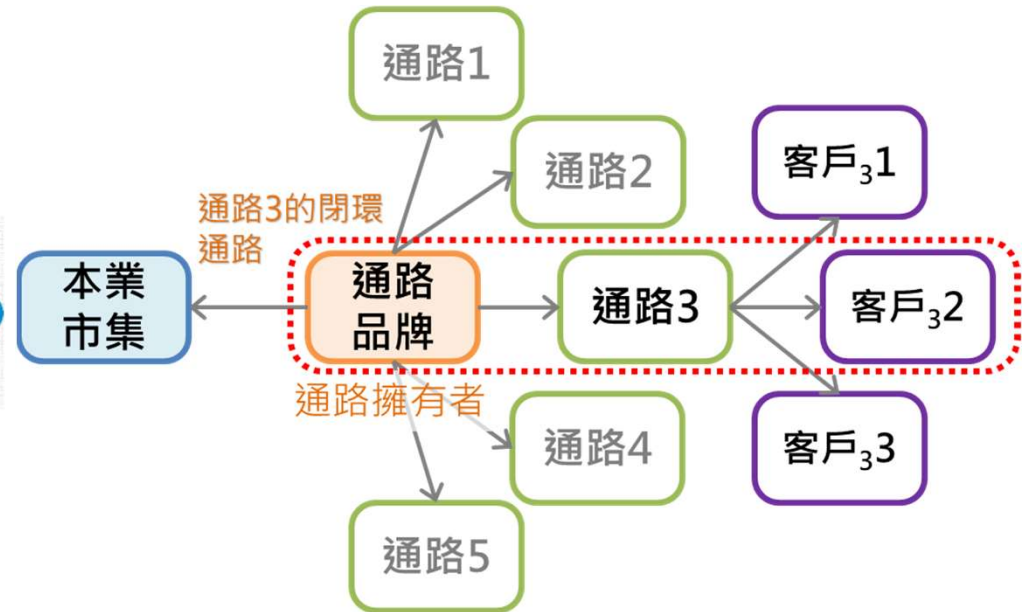 通路1
通路2
客戶₃1
通路3的閉環
通路
本業
市集
通路
品牌
通路3
客戶₃2
通路擁有者
通路4
客戶₃3
通路5